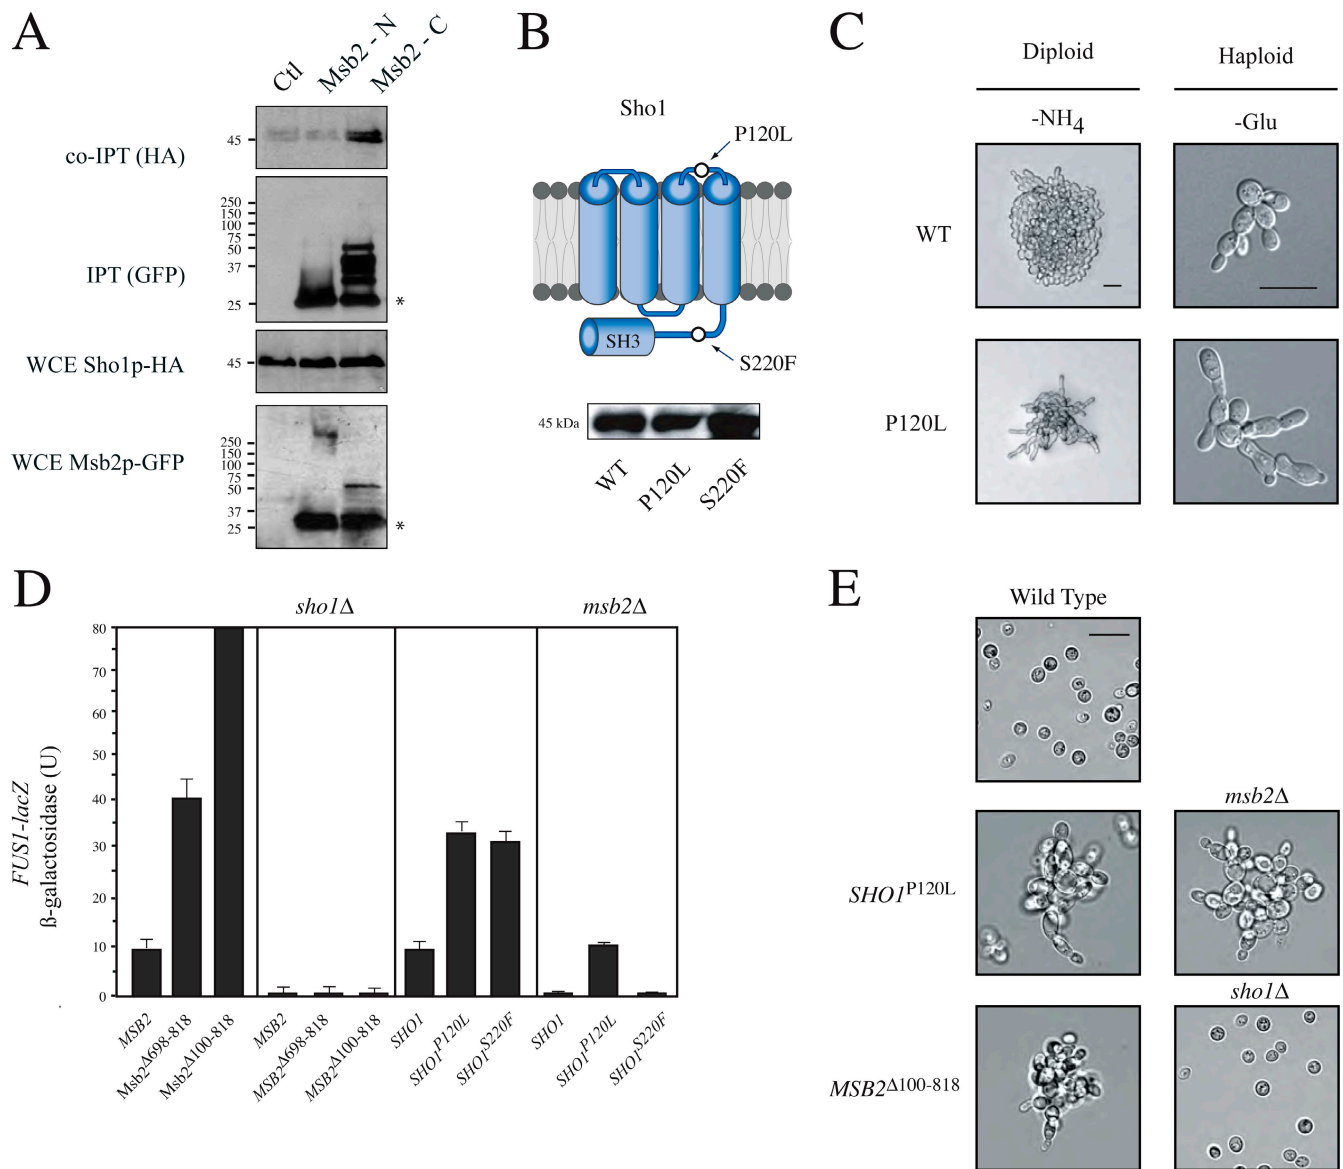 A
Ctl
Msb2 - N
Msb2 - C
co-IPT (HA)
45
IPT (GFP)
250
150
100
75
50
37
25
*
WCE Sho1p-HA
45
WCE Msb2p-GFP
250
150
100
75
50
37
25
*
B
Sho1
P120L
SH3
S220F
45 kDa
WT
P120L
S220F
C
Diploid
Haploid
-NH4
-Glu
WT
P120L
D
sho1Δ
msb2Δ
FUS1-lacZ
ß-galactosidase (U)
80
70
60
50
40
30
20
10
0
MSB2
Msb2Δ698-818
Msb2Δ100-818
MSB2
MSB2Δ698-818
MSB2Δ100-818
SHO1
SHO1P120L
SHO1S220F
SHO1
SHO1P120L
SHO1S220F
E
Wild Type
msb2Δ
SHO1P120L
sho1Δ
MSB2Δ100-818